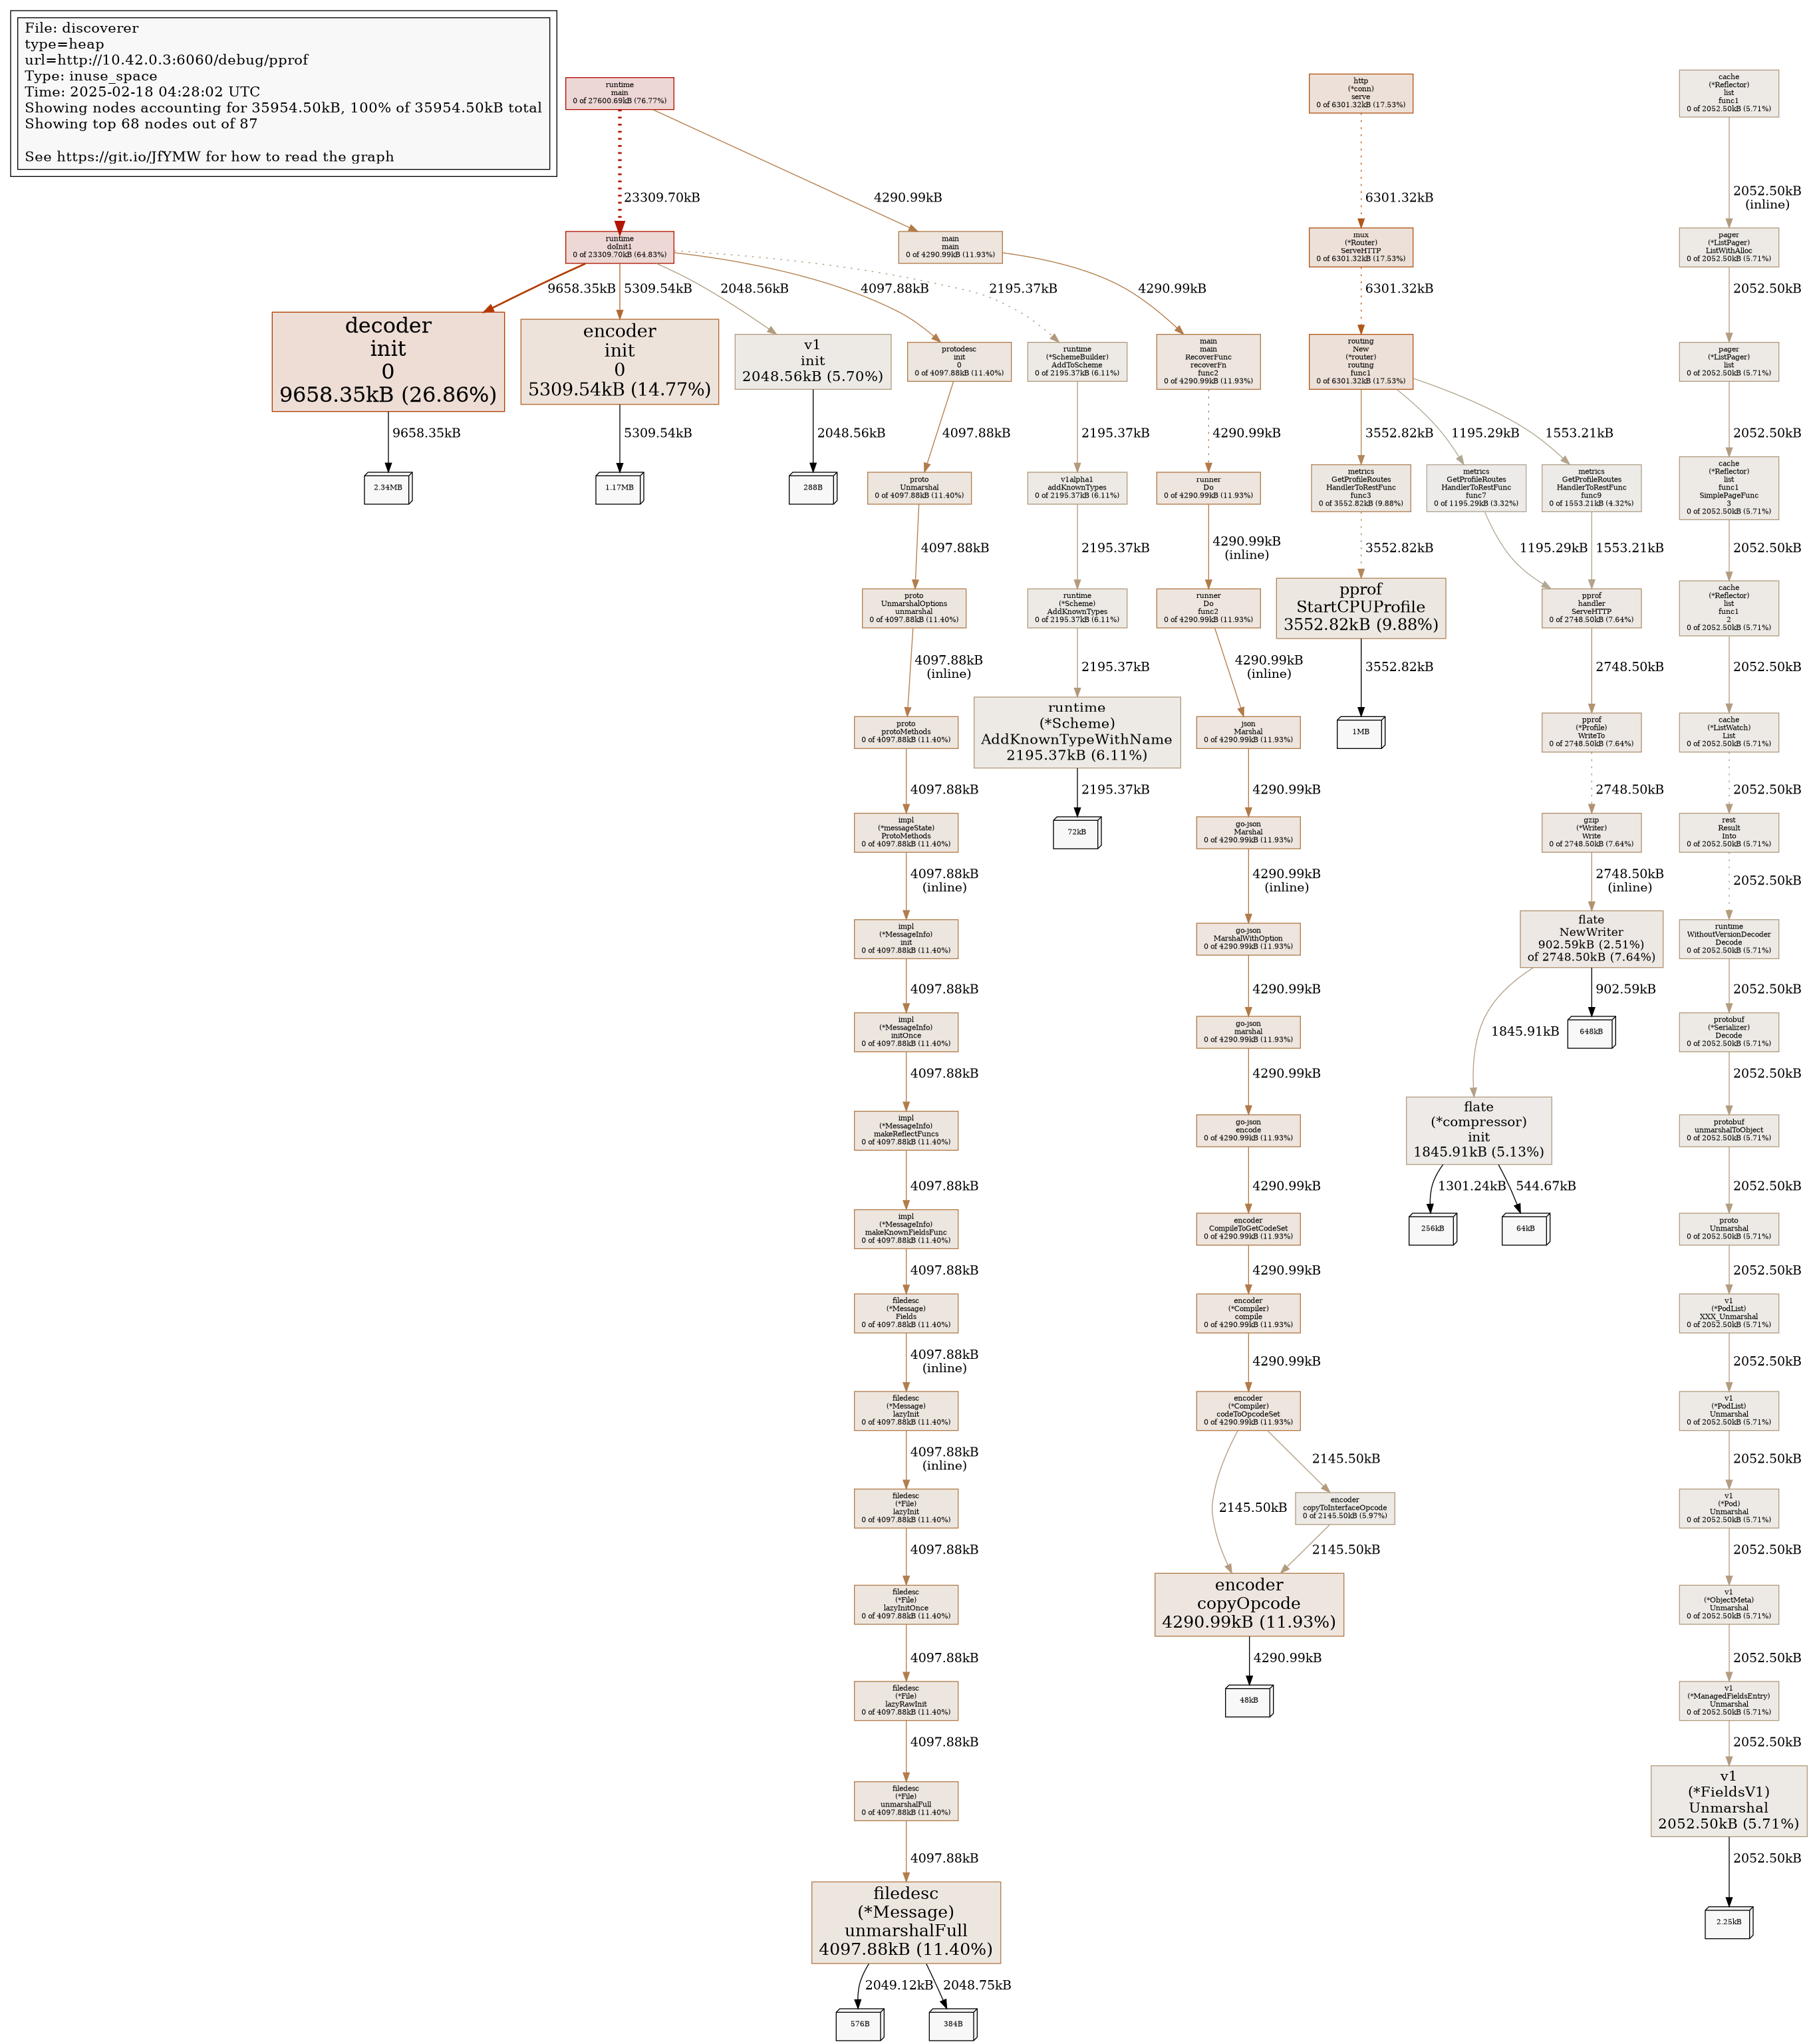 File: discoverer
type=heap
url=http://10.42.0.3:6060/debug/pprof
Type: inuse_space
Time: 2025-02-18 04:28:02 UTC
Showing nodes accounting for 35954.50kB, 100% of 35954.50kB total
Showing top 68 nodes out of 87
See https://git.io/JfYMW for how to read the graph
runtime
main
0 of 27600.69kB (76.77%)
23309.70kB
4290.99kB
runtime
doInit1
0 of 23309.70kB (64.83%)
main
main
0 of 4290.99kB (11.93%)
9658.35kB
5309.54kB
2048.56kB
4097.88kB
2195.37kB
4290.99kB
decoder
init
0
9658.35kB (26.86%)
9658.35kB
2.34MB
encoder
init
0
5309.54kB (14.77%)
5309.54kB
1.17MB
v1
init
2048.56kB (5.70%)
2048.56kB
288B
protodesc
init
0
0 of 4097.88kB (11.40%)
4097.88kB
proto
Unmarshal
0 of 4097.88kB (11.40%)
4097.88kB
proto
UnmarshalOptions
unmarshal
0 of 4097.88kB (11.40%)
4097.88kB
(inline)
proto
protoMethods
0 of 4097.88kB (11.40%)
4097.88kB
impl
(*messageState)
ProtoMethods
0 of 4097.88kB (11.40%)
4097.88kB
(inline)
impl
(*MessageInfo)
init
0 of 4097.88kB (11.40%)
4097.88kB
impl
(*MessageInfo)
initOnce
0 of 4097.88kB (11.40%)
4097.88kB
impl
(*MessageInfo)
makeReflectFuncs
0 of 4097.88kB (11.40%)
4097.88kB
impl
(*MessageInfo)
makeKnownFieldsFunc
0 of 4097.88kB (11.40%)
4097.88kB
filedesc
(*Message)
Fields
0 of 4097.88kB (11.40%)
4097.88kB
(inline)
filedesc
(*Message)
lazyInit
0 of 4097.88kB (11.40%)
4097.88kB
(inline)
filedesc
(*File)
lazyInit
0 of 4097.88kB (11.40%)
4097.88kB
filedesc
(*File)
lazyInitOnce
0 of 4097.88kB (11.40%)
4097.88kB
filedesc
(*File)
lazyRawInit
0 of 4097.88kB (11.40%)
4097.88kB
filedesc
(*File)
unmarshalFull
0 of 4097.88kB (11.40%)
4097.88kB
filedesc
(*Message)
unmarshalFull
4097.88kB (11.40%)
2049.12kB
2048.75kB
576B
384B
runtime
(*SchemeBuilder)
AddToScheme
0 of 2195.37kB (6.11%)
2195.37kB
v1alpha1
addKnownTypes
0 of 2195.37kB (6.11%)
2195.37kB
runtime
(*Scheme)
AddKnownTypes
0 of 2195.37kB (6.11%)
2195.37kB
runtime
(*Scheme)
AddKnownTypeWithName
2195.37kB (6.11%)
2195.37kB
72kB
main
main
RecoverFunc
recoverFn
func2
0 of 4290.99kB (11.93%)
4290.99kB
runner
Do
0 of 4290.99kB (11.93%)
4290.99kB
(inline)
runner
Do
func2
0 of 4290.99kB (11.93%)
4290.99kB
(inline)
json
Marshal
0 of 4290.99kB (11.93%)
4290.99kB
go-json
Marshal
0 of 4290.99kB (11.93%)
4290.99kB
(inline)
go-json
MarshalWithOption
0 of 4290.99kB (11.93%)
4290.99kB
go-json
marshal
0 of 4290.99kB (11.93%)
4290.99kB
go-json
encode
0 of 4290.99kB (11.93%)
4290.99kB
encoder
CompileToGetCodeSet
0 of 4290.99kB (11.93%)
4290.99kB
encoder
(*Compiler)
compile
0 of 4290.99kB (11.93%)
4290.99kB
encoder
(*Compiler)
codeToOpcodeSet
0 of 4290.99kB (11.93%)
2145.50kB
2145.50kB
encoder
copyToInterfaceOpcode
0 of 2145.50kB (5.97%)
2145.50kB
encoder
copyOpcode
4290.99kB (11.93%)
4290.99kB
48kB
http
(*conn)
serve
0 of 6301.32kB (17.53%)
6301.32kB
mux
(*Router)
ServeHTTP
0 of 6301.32kB (17.53%)
6301.32kB
routing
New
(*router)
routing
func1
0 of 6301.32kB (17.53%)
3552.82kB
1195.29kB
1553.21kB
metrics
GetProfileRoutes
HandlerToRestFunc
func3
0 of 3552.82kB (9.88%)
3552.82kB
pprof
StartCPUProfile
3552.82kB (9.88%)
3552.82kB
1MB
metrics
GetProfileRoutes
HandlerToRestFunc
func7
0 of 1195.29kB (3.32%)
1195.29kB
metrics
GetProfileRoutes
HandlerToRestFunc
func9
0 of 1553.21kB (4.32%)
1553.21kB
pprof
handler
ServeHTTP
0 of 2748.50kB (7.64%)
2748.50kB
pprof
(*Profile)
WriteTo
0 of 2748.50kB (7.64%)
2748.50kB
gzip
(*Writer)
Write
0 of 2748.50kB (7.64%)
2748.50kB
(inline)
flate
NewWriter
902.59kB (2.51%)
of 2748.50kB (7.64%)
1845.91kB
902.59kB
648kB
flate
(*compressor)
init
1845.91kB (5.13%)
1301.24kB
544.67kB
256kB
64kB
cache
(*Reflector)
list
func1
0 of 2052.50kB (5.71%)
2052.50kB
(inline)
pager
(*ListPager)
ListWithAlloc
0 of 2052.50kB (5.71%)
2052.50kB
pager
(*ListPager)
list
0 of 2052.50kB (5.71%)
2052.50kB
cache
(*Reflector)
list
func1
SimplePageFunc
3
0 of 2052.50kB (5.71%)
2052.50kB
cache
(*Reflector)
list
func1
2
0 of 2052.50kB (5.71%)
2052.50kB
cache
(*ListWatch)
List
0 of 2052.50kB (5.71%)
2052.50kB
rest
Result
Into
0 of 2052.50kB (5.71%)
2052.50kB
runtime
WithoutVersionDecoder
Decode
0 of 2052.50kB (5.71%)
2052.50kB
protobuf
(*Serializer)
Decode
0 of 2052.50kB (5.71%)
2052.50kB
protobuf
unmarshalToObject
0 of 2052.50kB (5.71%)
2052.50kB
proto
Unmarshal
0 of 2052.50kB (5.71%)
2052.50kB
v1
(*PodList)
XXX_Unmarshal
0 of 2052.50kB (5.71%)
2052.50kB
v1
(*PodList)
Unmarshal
0 of 2052.50kB (5.71%)
2052.50kB
v1
(*Pod)
Unmarshal
0 of 2052.50kB (5.71%)
2052.50kB
v1
(*ObjectMeta)
Unmarshal
0 of 2052.50kB (5.71%)
2052.50kB
v1
(*ManagedFieldsEntry)
Unmarshal
0 of 2052.50kB (5.71%)
2052.50kB
v1
(*FieldsV1)
Unmarshal
2052.50kB (5.71%)
2052.50kB
2.25kB